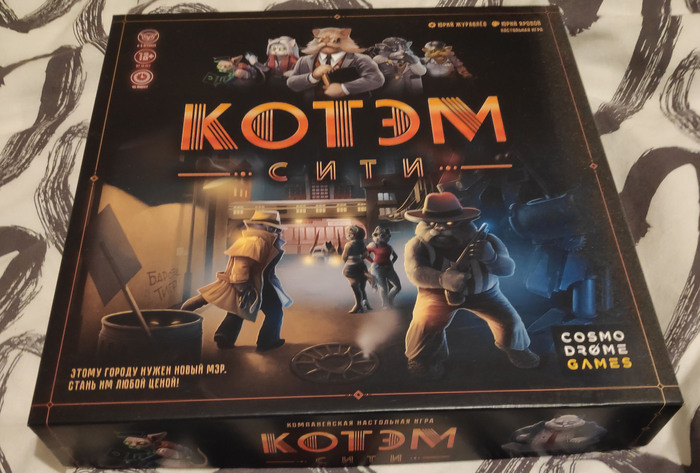 ЮРИЙ ЖУРАВЛЁВ ЮРИЙ ЯРОВОЙ
НАСТОЛЬНАЯ ИГРА
18+
КОТЭМ
СИТИ
ЭТОМУ ГОРОДУ НУЖЕН НОВЫЙ МЭР.
СТАНЬ ИМ ЛЮБОЙ ЦЕНОЙ!
COSMO
DROME
GAMES
КОМПАНЕЙСКАЯ НАСТОЛЬНАЯ ИГРА
КОТЭМ
СИТИ